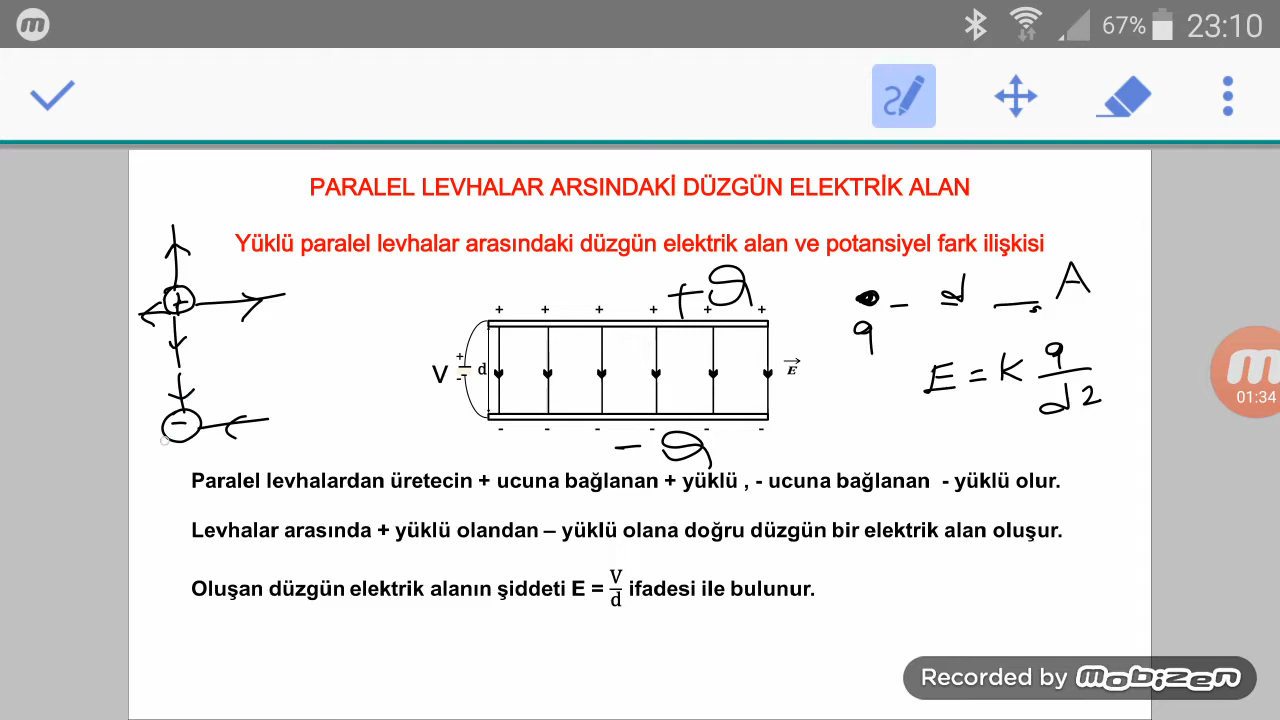 67% 23:10
PARALEL LEVHALAR ARSINDAKİ DÜZGÜN ELEKTRİK ALAN
Yüklü paralel levhalar arasındaki düzgün elektrik alan ve potansiyel fark ilişkisi
+
+ + + + + +
q - d - A
q
V + - d
E
E = K q/d2
-
- - - - - -
Paralel levhalardan üretecin + ucuna bağlanan + yüklü , - ucuna bağlanan - yüklü olur.
Levhalar arasında + yüklü olandan – yüklü olana doğru düzgün bir elektrik alan oluşur.
Oluşan düzgün elektrik alanın şiddeti E = V/d ifadesi ile bulunur.
01:34
Recorded by mobizen